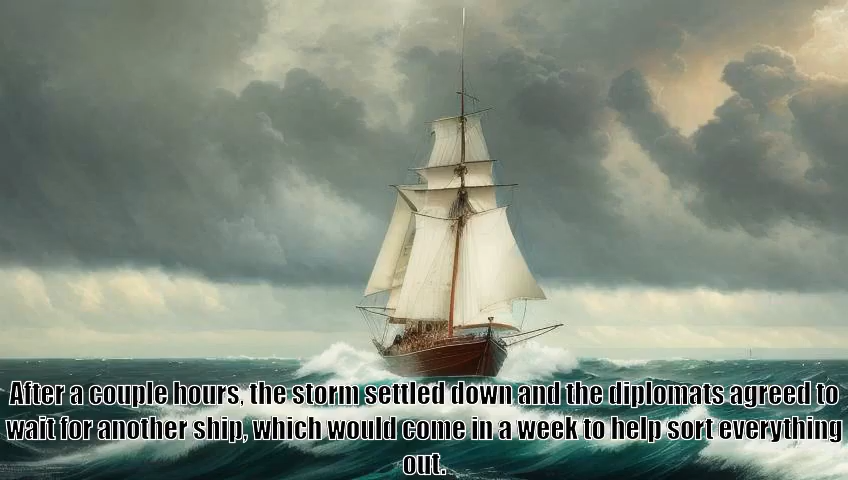 After a couple hours, the storm settled down and the diplomats agreed to
wait for another ship, which would come in a week to help sort everything
out.